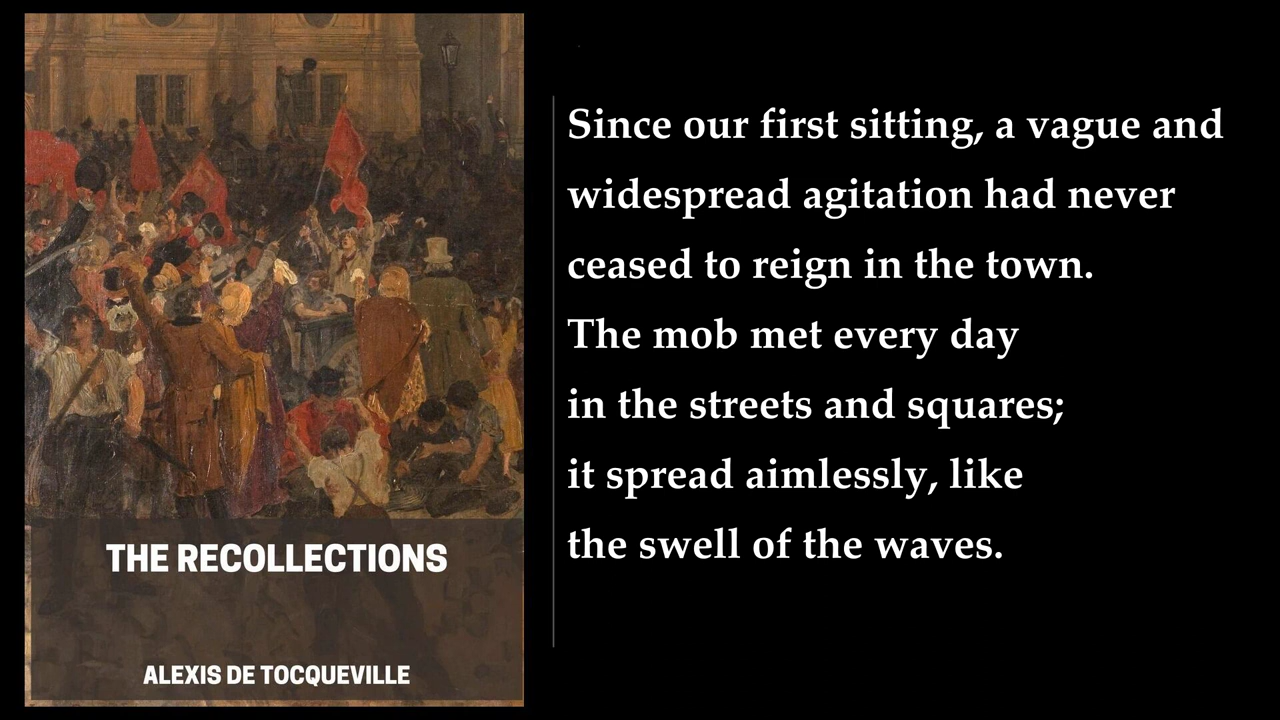 THE RECOLLECTIONS
ALEXIS DE TOCQUEVILLE
Since our first sitting, a vague and
widespread agitation had never
ceased to reign in the town.
The mob met every day
in the streets and squares;
it spread aimlessly, like
the swell of the waves.